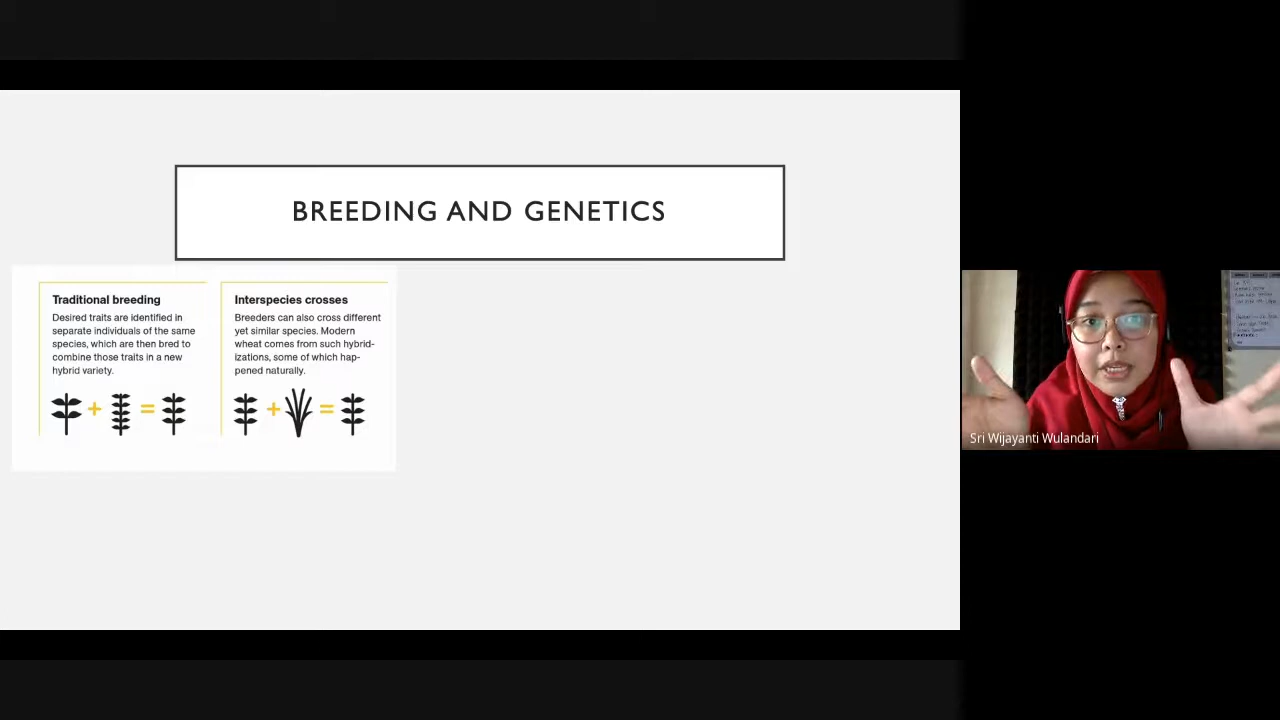 BREEDING AND GENETICS
Traditional breeding
Desired traits are identified in
separate individuals of the same
species, which are then bred to
combine those traits in a new
hybrid variety.
Interspecies crosses
Breeders can also cross different
yet similar species. Modern
wheat comes from such hybrid-
izations, some of which hap-
pened naturally.
Sri Wijayanti Wulandari